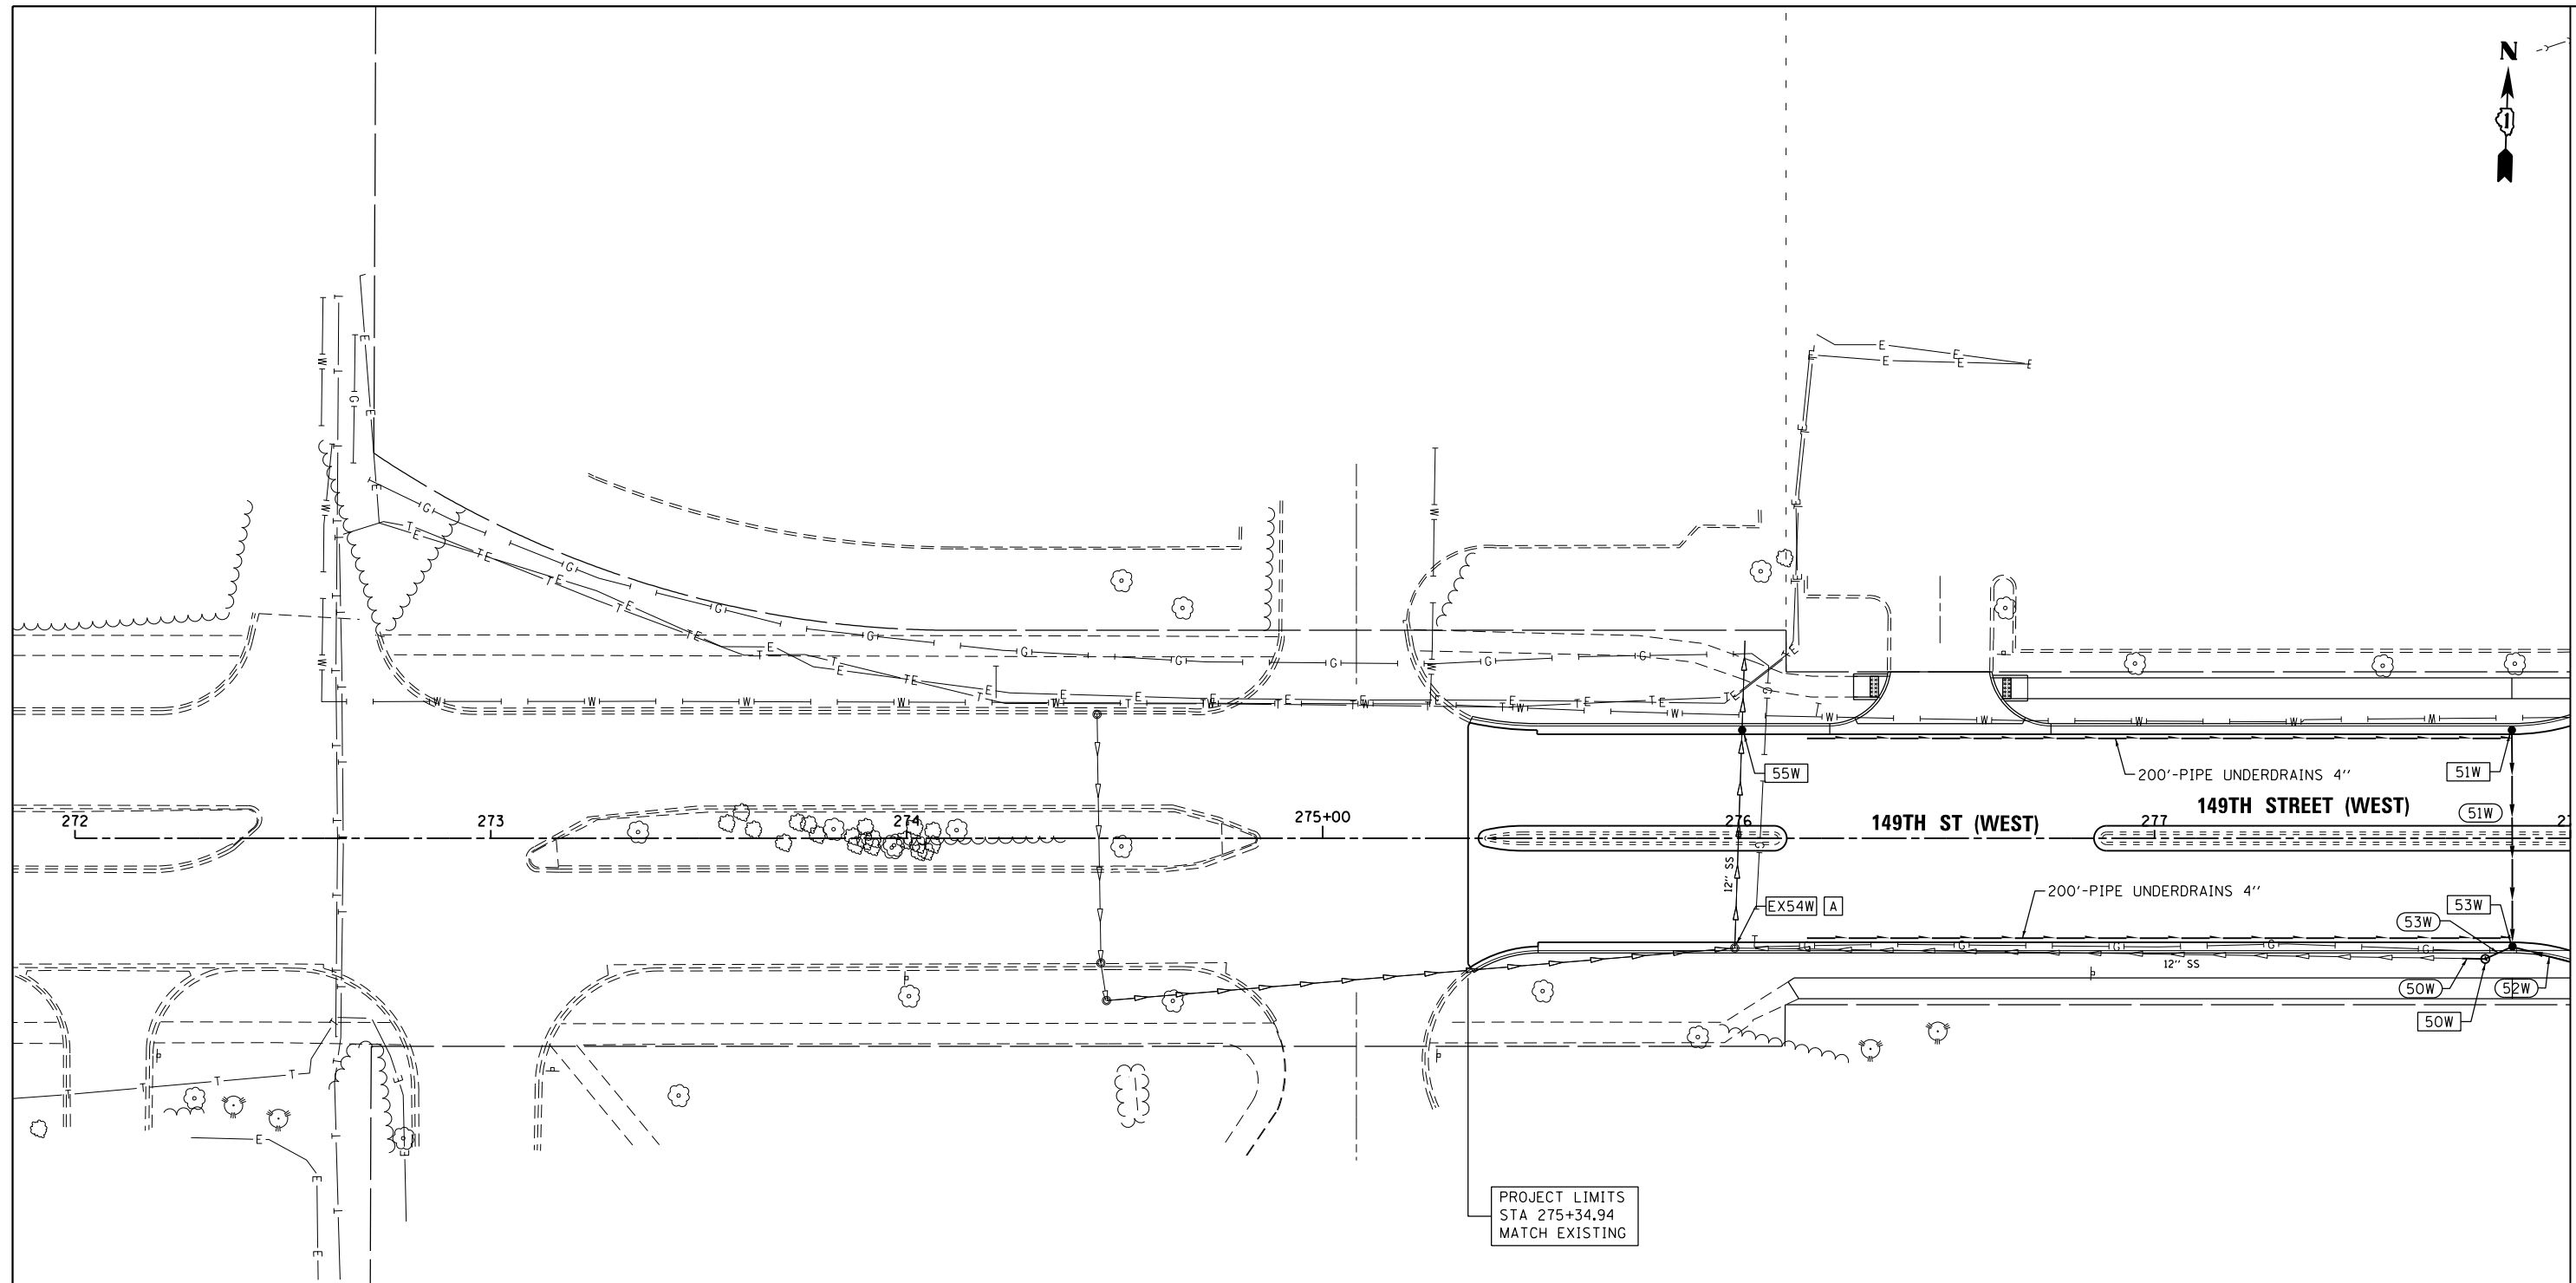 N
1
55W
200'-PIPE UNDERDRAINS 4''
51W
149TH STREET (WEST)
51W
272
273
274
275+00
276
149TH ST (WEST)
277
27
12'' SS
200'-PIPE UNDERDRAINS 4''
EX54W
A
53W
53W
12'' SS
50W
52W
50W
PROJECT LIMITS
STA 275+34.94
MATCH EXISTING